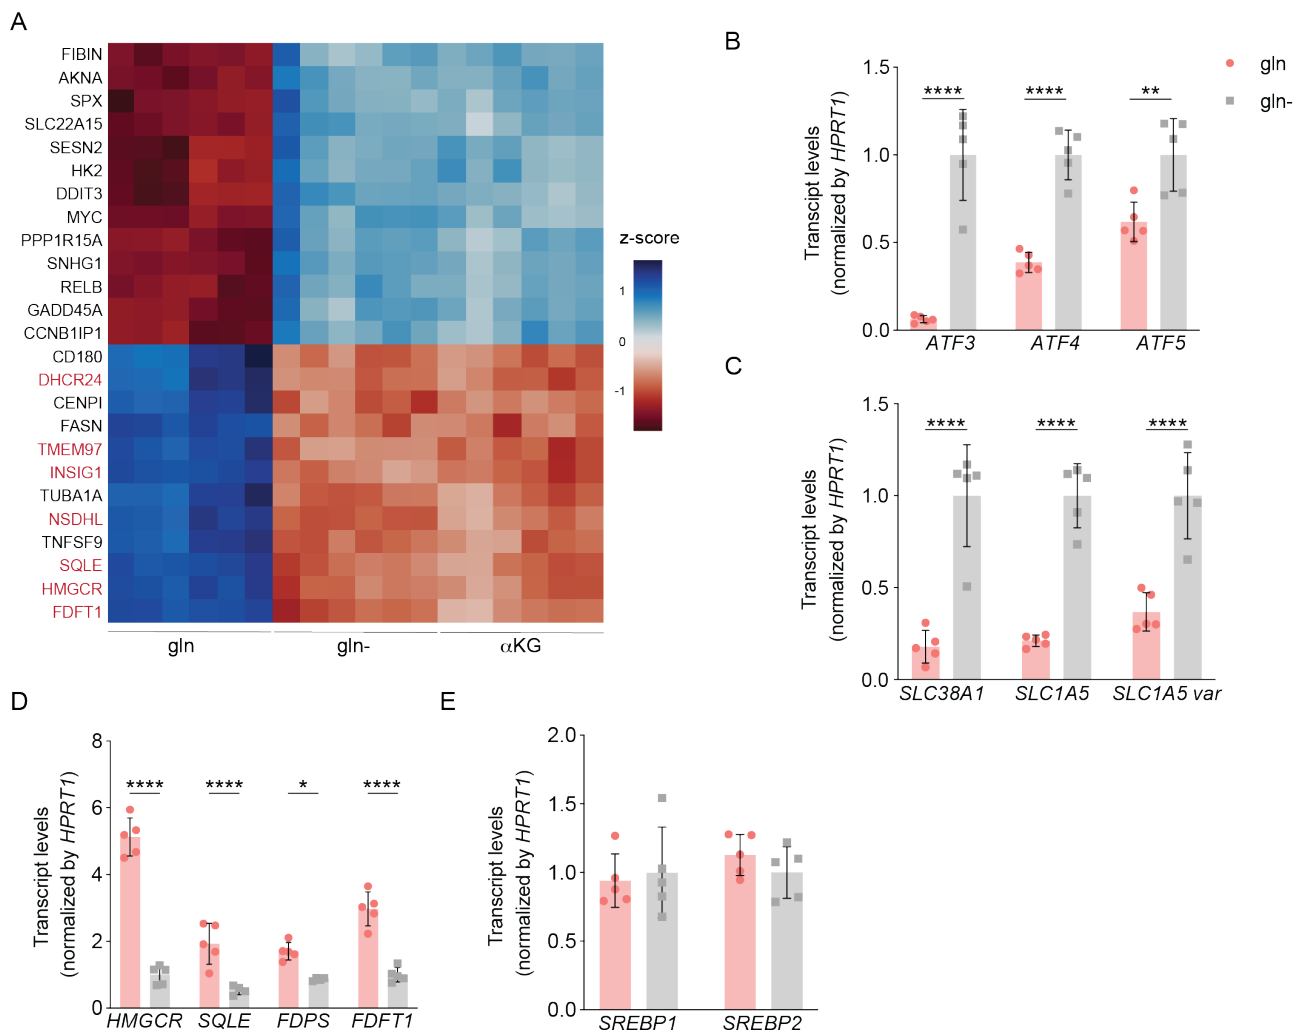 A
FIBIN
AKNA
SPX
SLC22A15
SESN2
HK2
DDIT3
MYC
PPP1R15A
SNHG1
RELB
GADD45A
CCNB1IP1
CD180
DHCR24
CENPI
FASN
TMEM97
INSIG1
TUBA1A
NSDHL
TNFSF9
SQLE
HMGCR
FDFT1
gln
gln-
αKG
z-score
1
0
-1
B
Transcipt levels
(normalized by HPRT1)
1.5
1.0
0.5
0.0
****
****
**
ATF3
ATF4
ATF5
gln
gln-
C
Transcript levels
(normalized by HPRT1)
1.5
1.0
0.5
0.0
****
****
****
SLC38A1
SLC1A5
SLC1A5 var
D
Transcript levels
(normalized by HPRT1)
8
6
4
2
0
****
****
*
****
HMGCR
SQLE
FDPS
FDFT1
E
Transcript levels
(normalized by HPRT1)
2.0
1.5
1.0
0.5
0.0
SREBP1
SREBP2